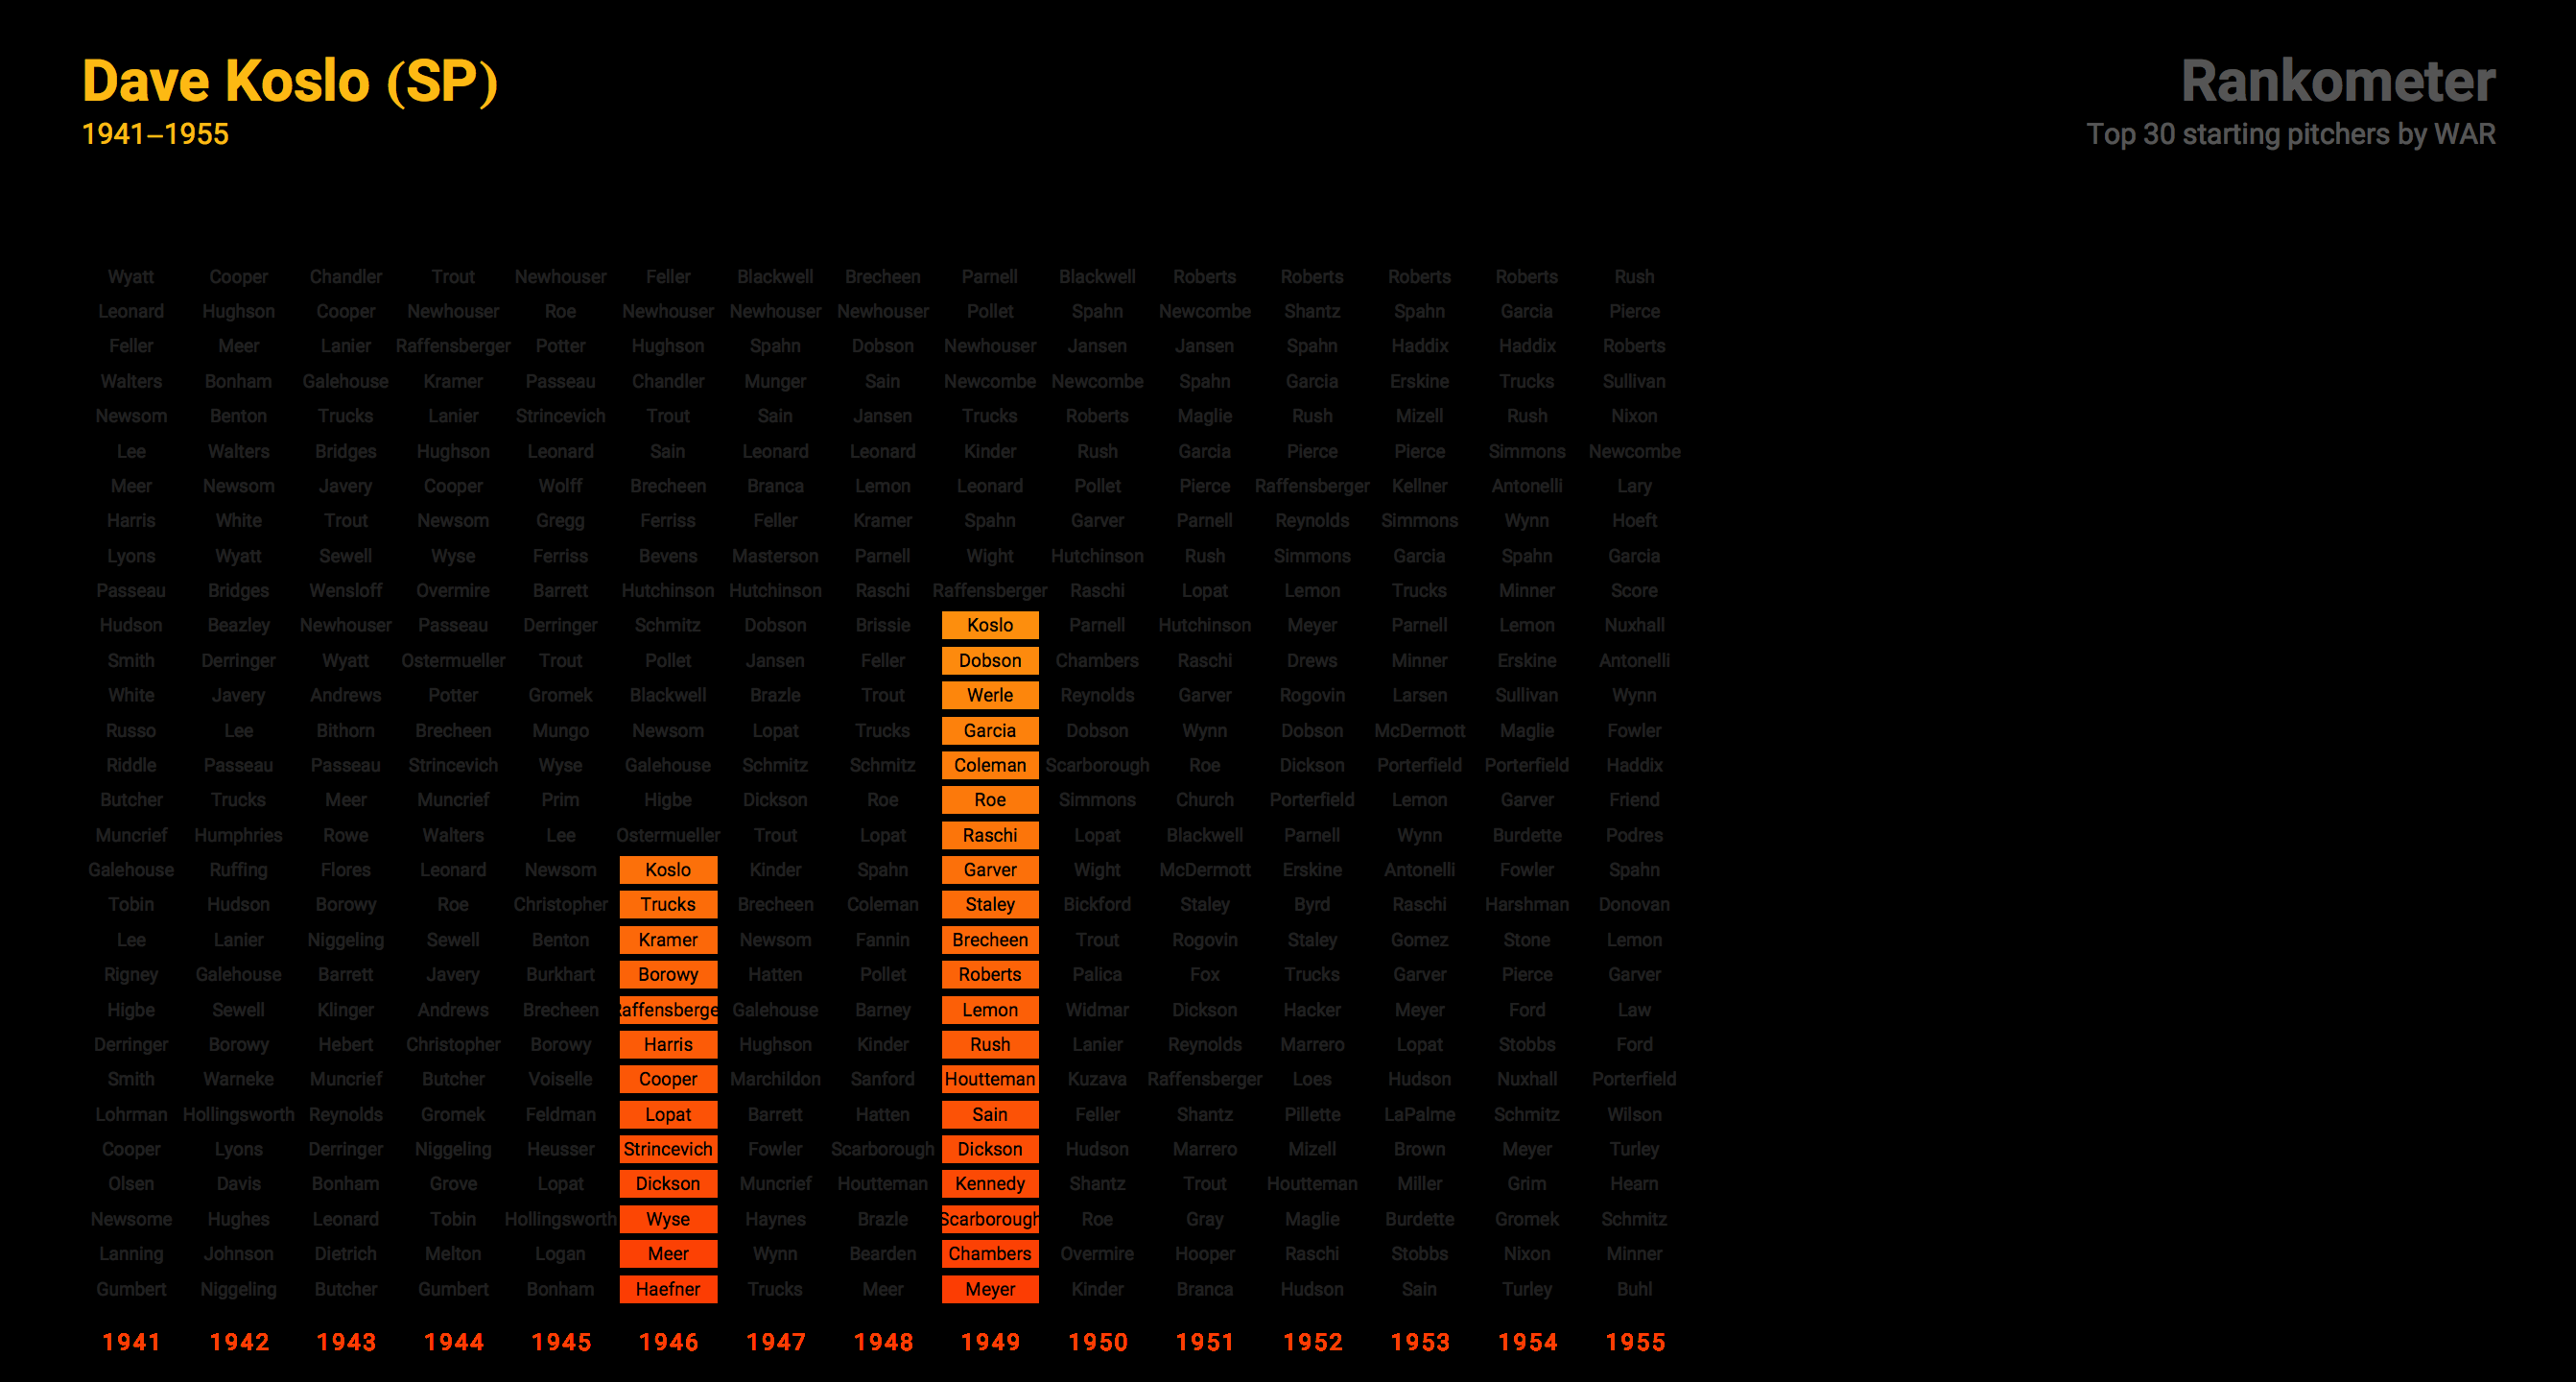 Dave Koslo (SP)
1941–1955
Rankometer
Top 30 starting pitchers by WAR
Wyatt Cooper Chandler Trout Newhouser Feller Blackwell Brecheen Parnell Blackwell Roberts Roberts Roberts Roberts Rush
Leonard Hughson Cooper Newhouser Roe Newhouser Newhouser Newhouser Pollet Spahn Newcombe Shantz Spahn Garcia Pierce
Feller Meer Lanier Raffensberger Potter Hughson Spahn Dobson Newhouser Jansen Jansen Spahn Haddix Haddix Roberts
Walters Bonham Galehouse Kramer Passeau Chandler Munger Sain Newcombe Newcombe Spahn Garcia Erskine Trucks Sullivan
Newsom Benton Trucks Lanier Strincevich Trout Sain Jansen Trucks Roberts Maglie Rush Mizell Rush Nixon
Lee Walters Bridges Hughson Leonard Sain Leonard Leonard Kinder Rush Garcia Pierce Pierce Simmons Newcombe
Meer Newsom Javery Cooper Wolff Brecheen Branca Lemon Leonard Pollet Pierce Raffensberger Kellner Antonelli Lary
Harris White Trout Newsom Gregg Ferriss Feller Kramer Spahn Garver Parnell Reynolds Simmons Wynn Hoeft
Lyons Wyatt Sewell Wyse Ferriss Bevens Masterson Parnell Wight Hutchinson Rush Simmons Garcia Spahn Garcia
Passeau Bridges Wensloff Overmire Barrett Hutchinson Hutchinson Raschi Raffensberger Raschi Lopat Lemon Trucks Minner Score
Hudson Beazley Newhouser Passeau Derringer Schmitz Dobson Brissie Koslo Parnell Hutchinson Meyer Parnell Lemon Nuxhall
Smith Derringer Wyatt Ostermueller Trout Pollet Jansen Feller Dobson Chambers Raschi Drews Minner Erskine Antonelli
White Javery Andrews Potter Gromek Blackwell Brazle Trout Werle Reynolds Garver Rogovin Larsen Sullivan Wynn
Russo Lee Bithorn Brecheen Mungo Newsom Lopat Trucks Garcia Dobson Wynn Dobson McDermott Maglie Fowler
Riddle Passeau Passeau Strincevich Wyse Galehouse Schmitz Schmitz Coleman Scarborough Roe Dickson Porterfield Porterfield Haddix
Butcher Trucks Meer Muncrief Prim Higbe Dickson Roe Roe Simmons Church Porterfield Lemon Garver Friend
Muncrief Humphries Rowe Walters Lee Ostermueller Trout Lopat Raschi Lopat Blackwell Parnell Wynn Burdette Podres
Galehouse Ruffing Flores Leonard Newsom Koslo Kinder Spahn Garver Wight McDermott Erskine Antonelli Fowler Spahn
Tobin Hudson Borowy Roe Christopher Trucks Brecheen Coleman Staley Bickford Staley Byrd Raschi Harshman Donovan
Lee Lanier Niggeling Sewell Benton Kramer Newsom Fannin Brecheen Trout Rogovin Staley Gomez Stone Lemon
Rigney Galehouse Barrett Javery Burkhart Borowy Hatten Pollet Roberts Palica Fox Trucks Garver Pierce Garver
Higbe Sewell Klinger Andrews Brecheen Raffensberger Galehouse Barney Lemon Widmar Dickson Hacker Meyer Ford Law
Derringer Borowy Hebert Christopher Borowy Harris Hughson Kinder Rush Lanier Reynolds Marrero Lopat Stobbs Ford
Smith Warneke Muncrief Butcher Voiselle Cooper Marchildon Sanford Houtteman Kuzava Raffensberger Loes Hudson Nuxhall Porterfield
Lohrman Hollingsworth Reynolds Gromek Feldman Lopat Barrett Hatten Sain Feller Shantz Pillette LaPalme Schmitz Wilson
Cooper Lyons Derringer Niggeling Heusser Strincevich Fowler Scarborough Dickson Hudson Marrero Mizell Brown Meyer Turley
Olsen Davis Bonham Grove Lopat Dickson Muncrief Houtteman Kennedy Shantz Trout Houtteman Miller Grim Hearn
Newsome Hughes Leonard Tobin Hollingsworth Wyse Haynes Brazle Scarborough Roe Gray Maglie Burdette Gromek Schmitz
Lanning Johnson Dietrich Melton Logan Meer Wynn Bearden Chambers Overmire Hooper Raschi Stobbs Nixon Minner
Gumbert Niggeling Butcher Gumbert Bonham Haefner Trucks Meer Meyer Kinder Branca Hudson Sain Turley Buhl
1941 1942 1943 1944 1945 1946 1947 1948 1949 1950 1951 1952 1953 1954 1955